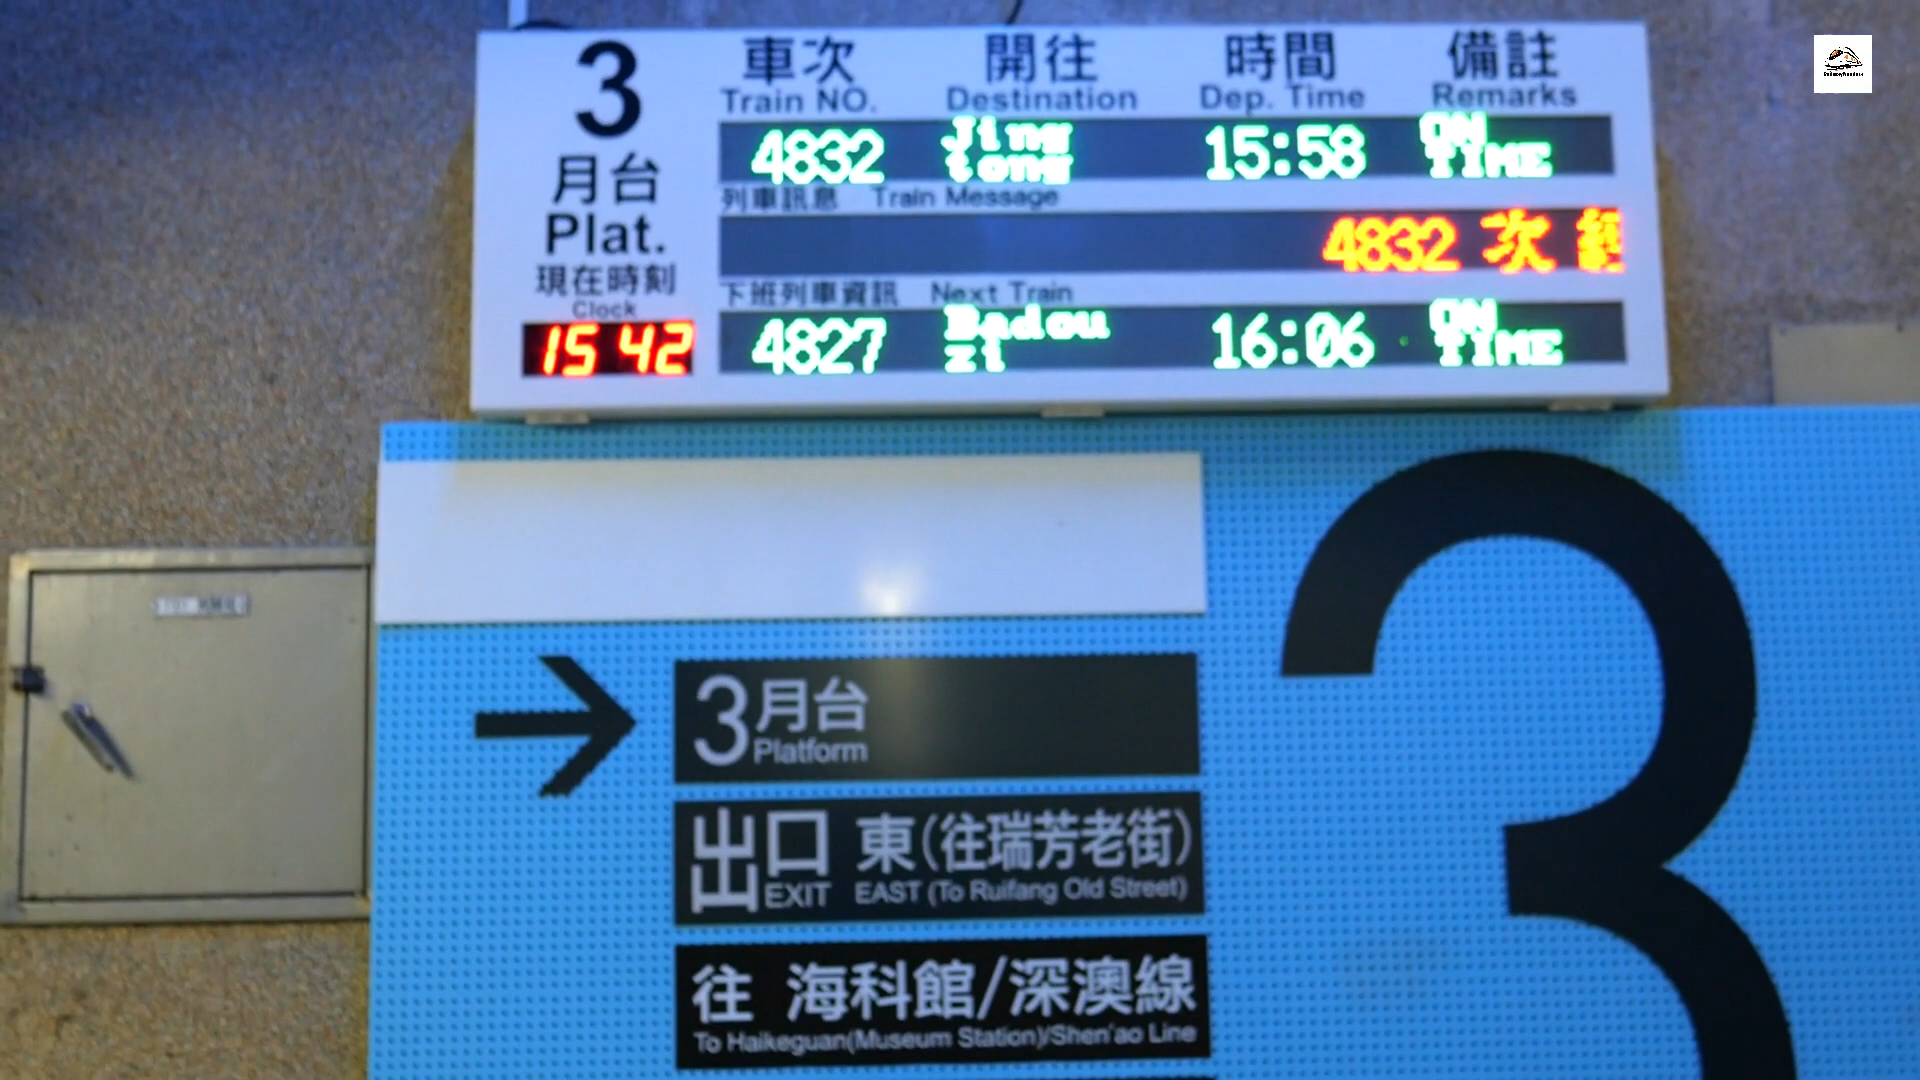 3
月台
Plat.
現在時刻
Clock
15 42
車次 開往 時間 備註
Train NO. Destination Dep. Time Remarks
4832 Jing tong 15:58 ON TIME
列車訊息 Train Message
4832 次
下班列車資訊 Next Train
4827 Badou zi 16:06 ON TIME
3月台
Platform
出口 東(往瑞芳老街)
EXIT EAST (To Ruifang Old Street)
往 海科館/深澳線
To Haikeguan(Museum Station)/Shen'ao Line
3